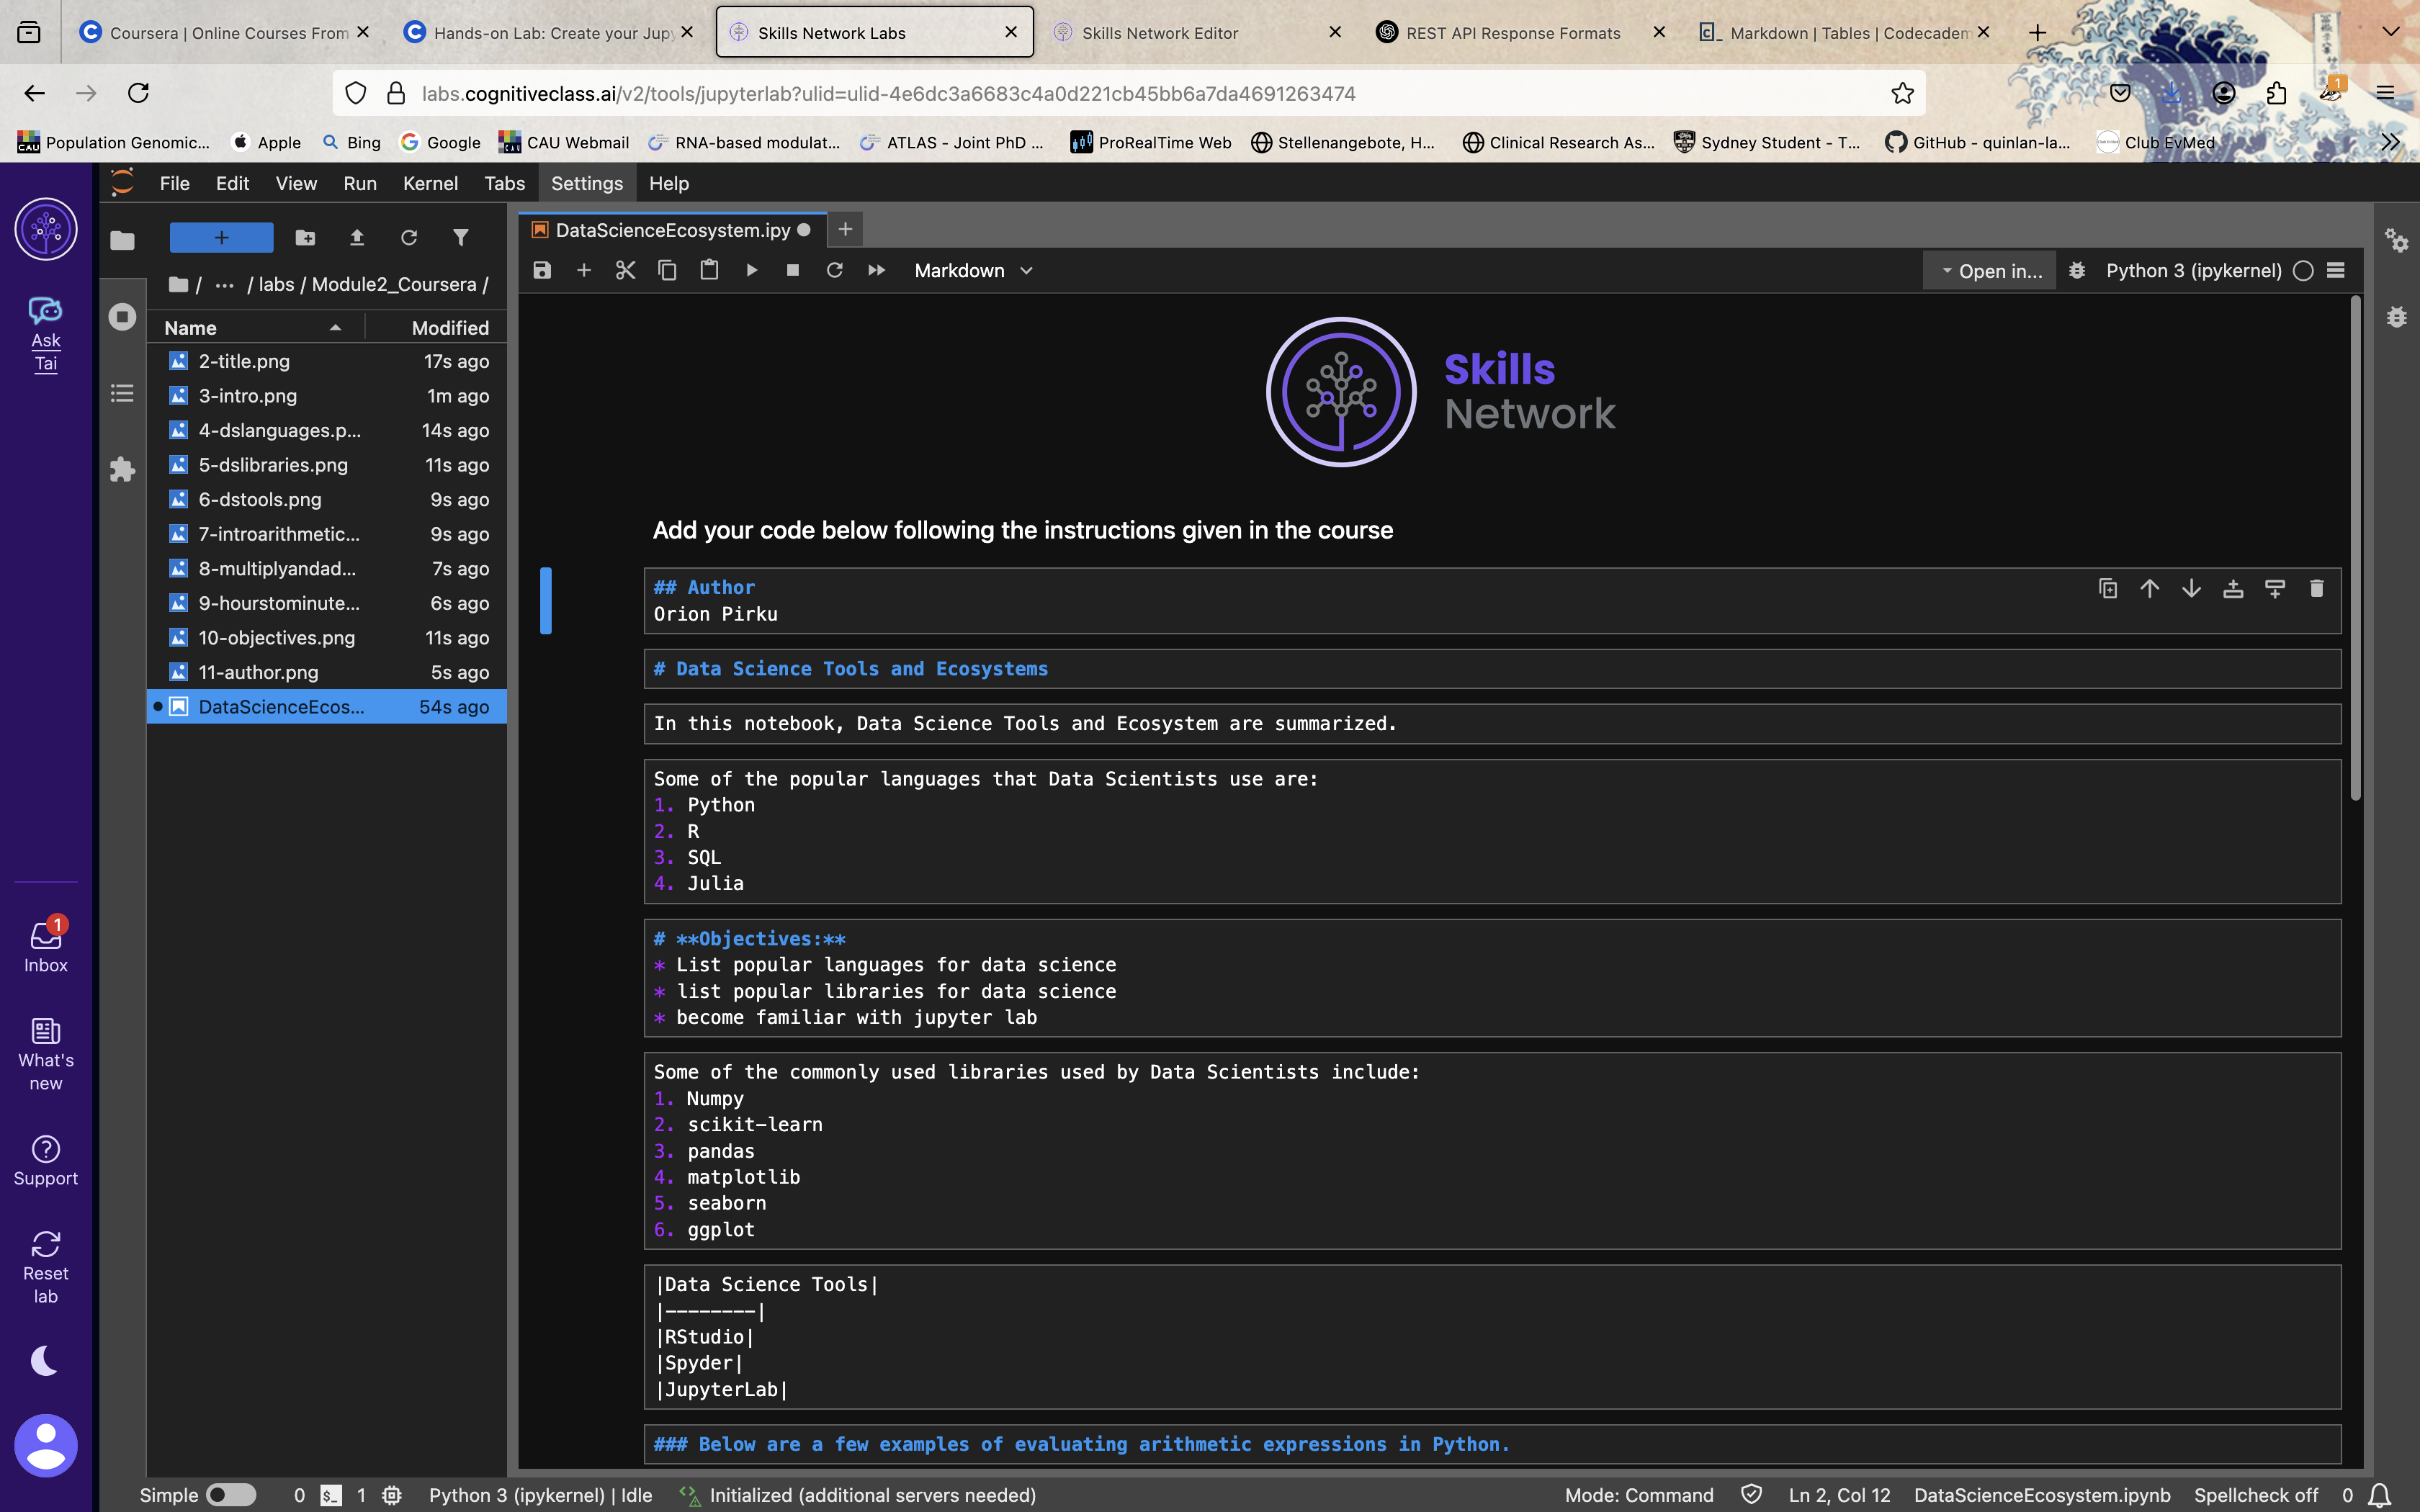 Coursera | Online Courses From
Hands-on Lab: Create your Jupy
Skills Network Labs
Skills Network Editor
REST API Response Formats
Markdown | Tables | Codecadem
labs.cognitiveclass.ai/v2/tools/jupyterlab?ulid=ulid-4e6dc3a6683c4a0d221cb45bb6a7da4691263474
1
Population Genomic...
Apple
Bing
Google
CAU Webmail
RNA-based modulat...
ATLAS - Joint PhD ...
ProRealTime Web
Stellenangebote, H...
Clinical Research As...
Sydney Student - T...
GitHub - quinlan-la...
Club EvMed
File Edit View Run Kernel Tabs Settings Help
Ask
Tai
1
Inbox
What's
new
Support
Reset
lab
/ ... / labs / Module2_Coursera /
Name Modified
2-title.png 17s ago
3-intro.png 1m ago
4-dslanguages.p... 14s ago
5-dslibraries.png 11s ago
6-dstools.png 9s ago
7-introarithmetic... 9s ago
8-multiplyandad... 7s ago
9-hourstominute... 6s ago
10-objectives.png 11s ago
11-author.png 5s ago
DataScienceEcos... 54s ago
DataScienceEcosystem.ipy
Markdown
Open in...
Python 3 (ipykernel)
Skills
Network
Add your code below following the instructions given in the course
## Author
Orion Pirku
# Data Science Tools and Ecosystems
In this notebook, Data Science Tools and Ecosystem are summarized.
Some of the popular languages that Data Scientists use are:
1. Python
2. R
3. SQL
4. Julia
# **Objectives:**
* List popular languages for data science
* list popular libraries for data science
* become familiar with jupyter lab
Some of the commonly used libraries used by Data Scientists include:
1. Numpy
2. scikit-learn
3. pandas
4. matplotlib
5. seaborn
6. ggplot
|Data Science Tools|
|--------|
|RStudio|
|Spyder|
|JupyterLab|
### Below are a few examples of evaluating arithmetic expressions in Python.
Simple 0 $_ 1 Python 3 (ipykernel) | Idle Initialized (additional servers needed) Mode: Command Ln 2, Col 12 DataScienceEcosystem.ipynb Spellcheck off 0